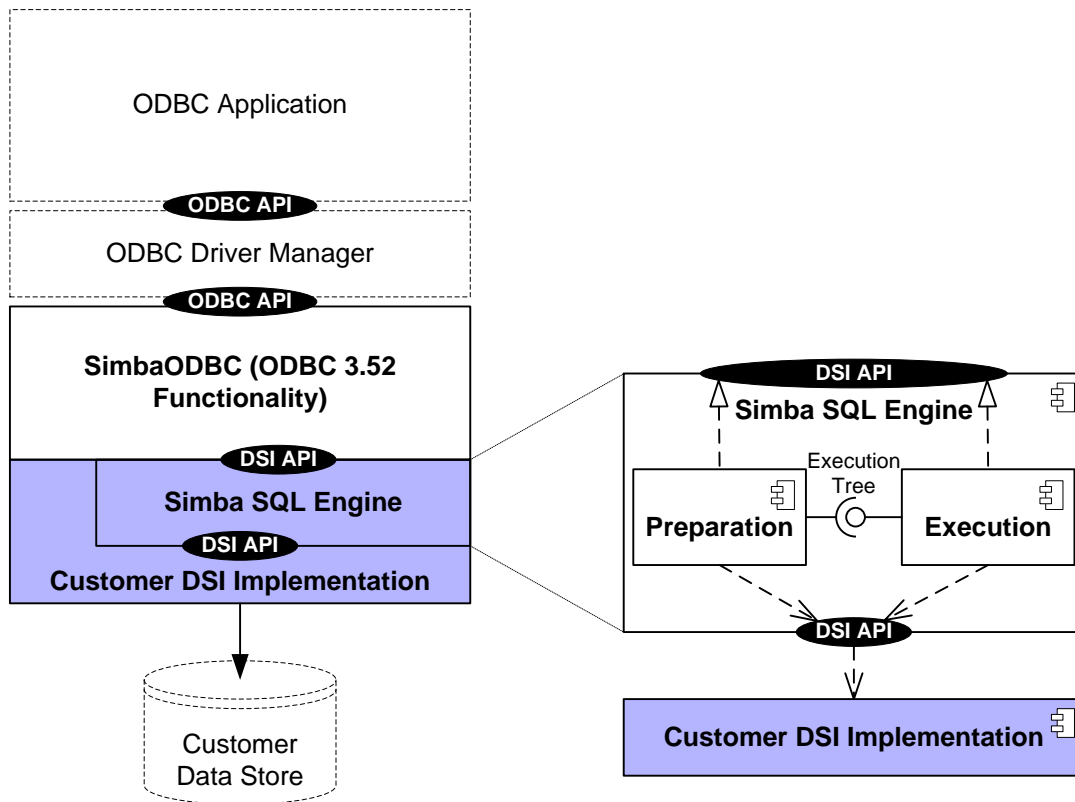 ODBC Application
ODBC API
ODBC Driver Manager
ODBC API
SimbaODBC (ODBC 3.52
Functionality)
DSI API
Simba SQL Engine
DSI API
Customer DSI Implementation
Customer
Data Store
DSI API
Simba SQL Engine
Execution
Tree
Preparation
Execution
DSI API
Customer DSI Implementation